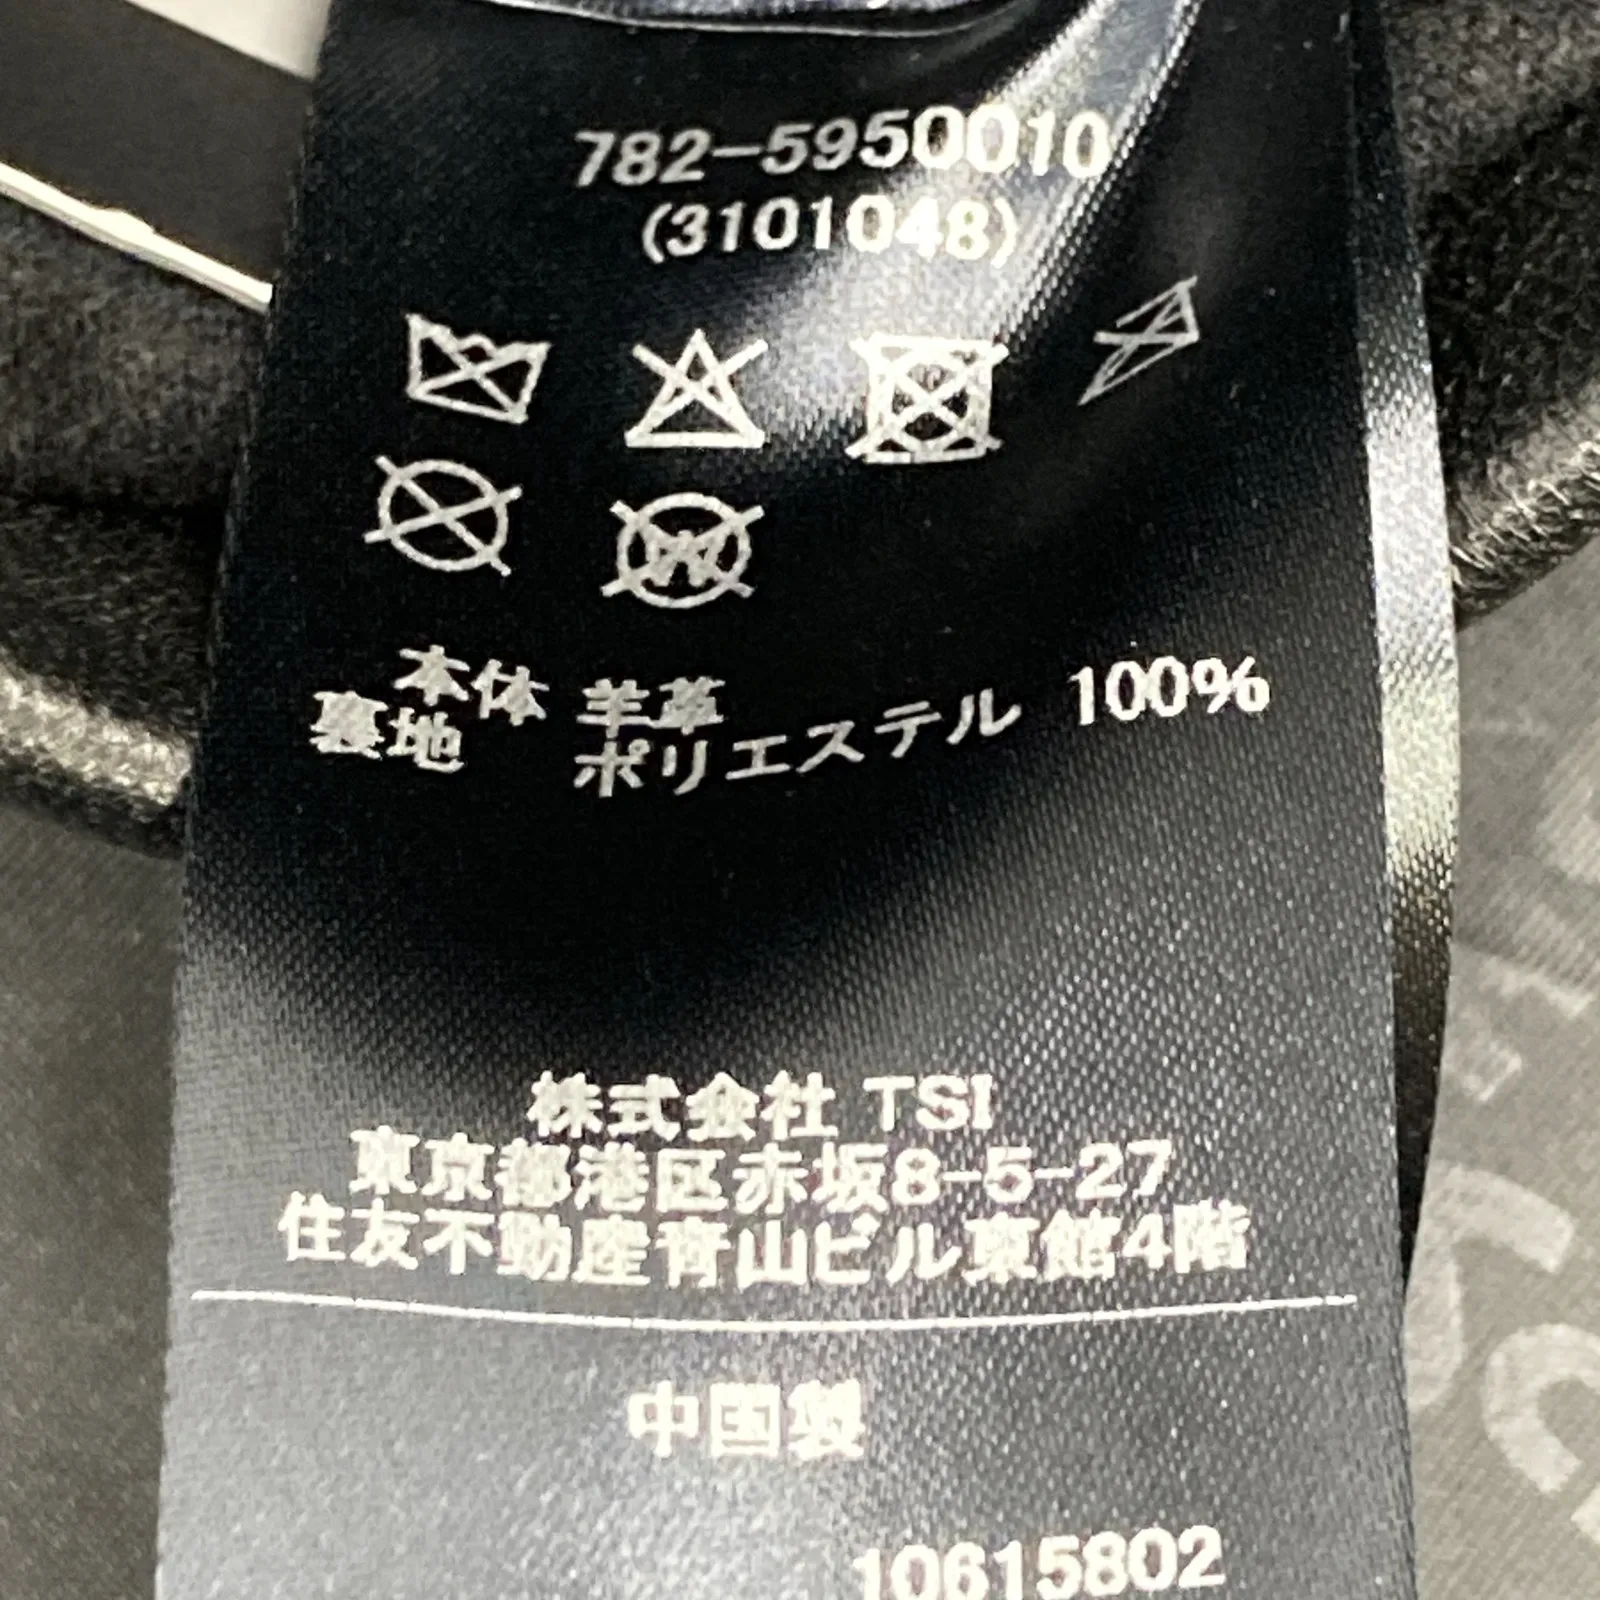 782-5950010
(3101048)
本体 羊革
裏地 ポリエステル 100%
株式会社 TSI
東京都港区赤坂8-5-27
住友不動産青山ビル東館4階
中国製
10615802